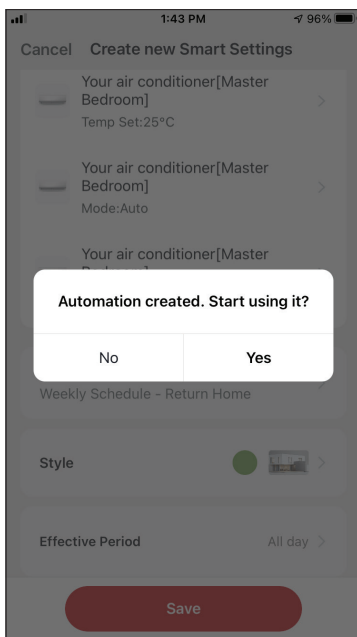 1:43 PM
96%
Cancel Create new Smart Settings
Your air conditioner[Master
Bedroom]
Temp Set:25°C
Your air conditioner[Master
Bedroom]
Mode:Auto
Your air conditioner[Master
Automation created. Start using it?
No Yes
Weekly Schedule - Return Home
Style
Effective Period All day
Save